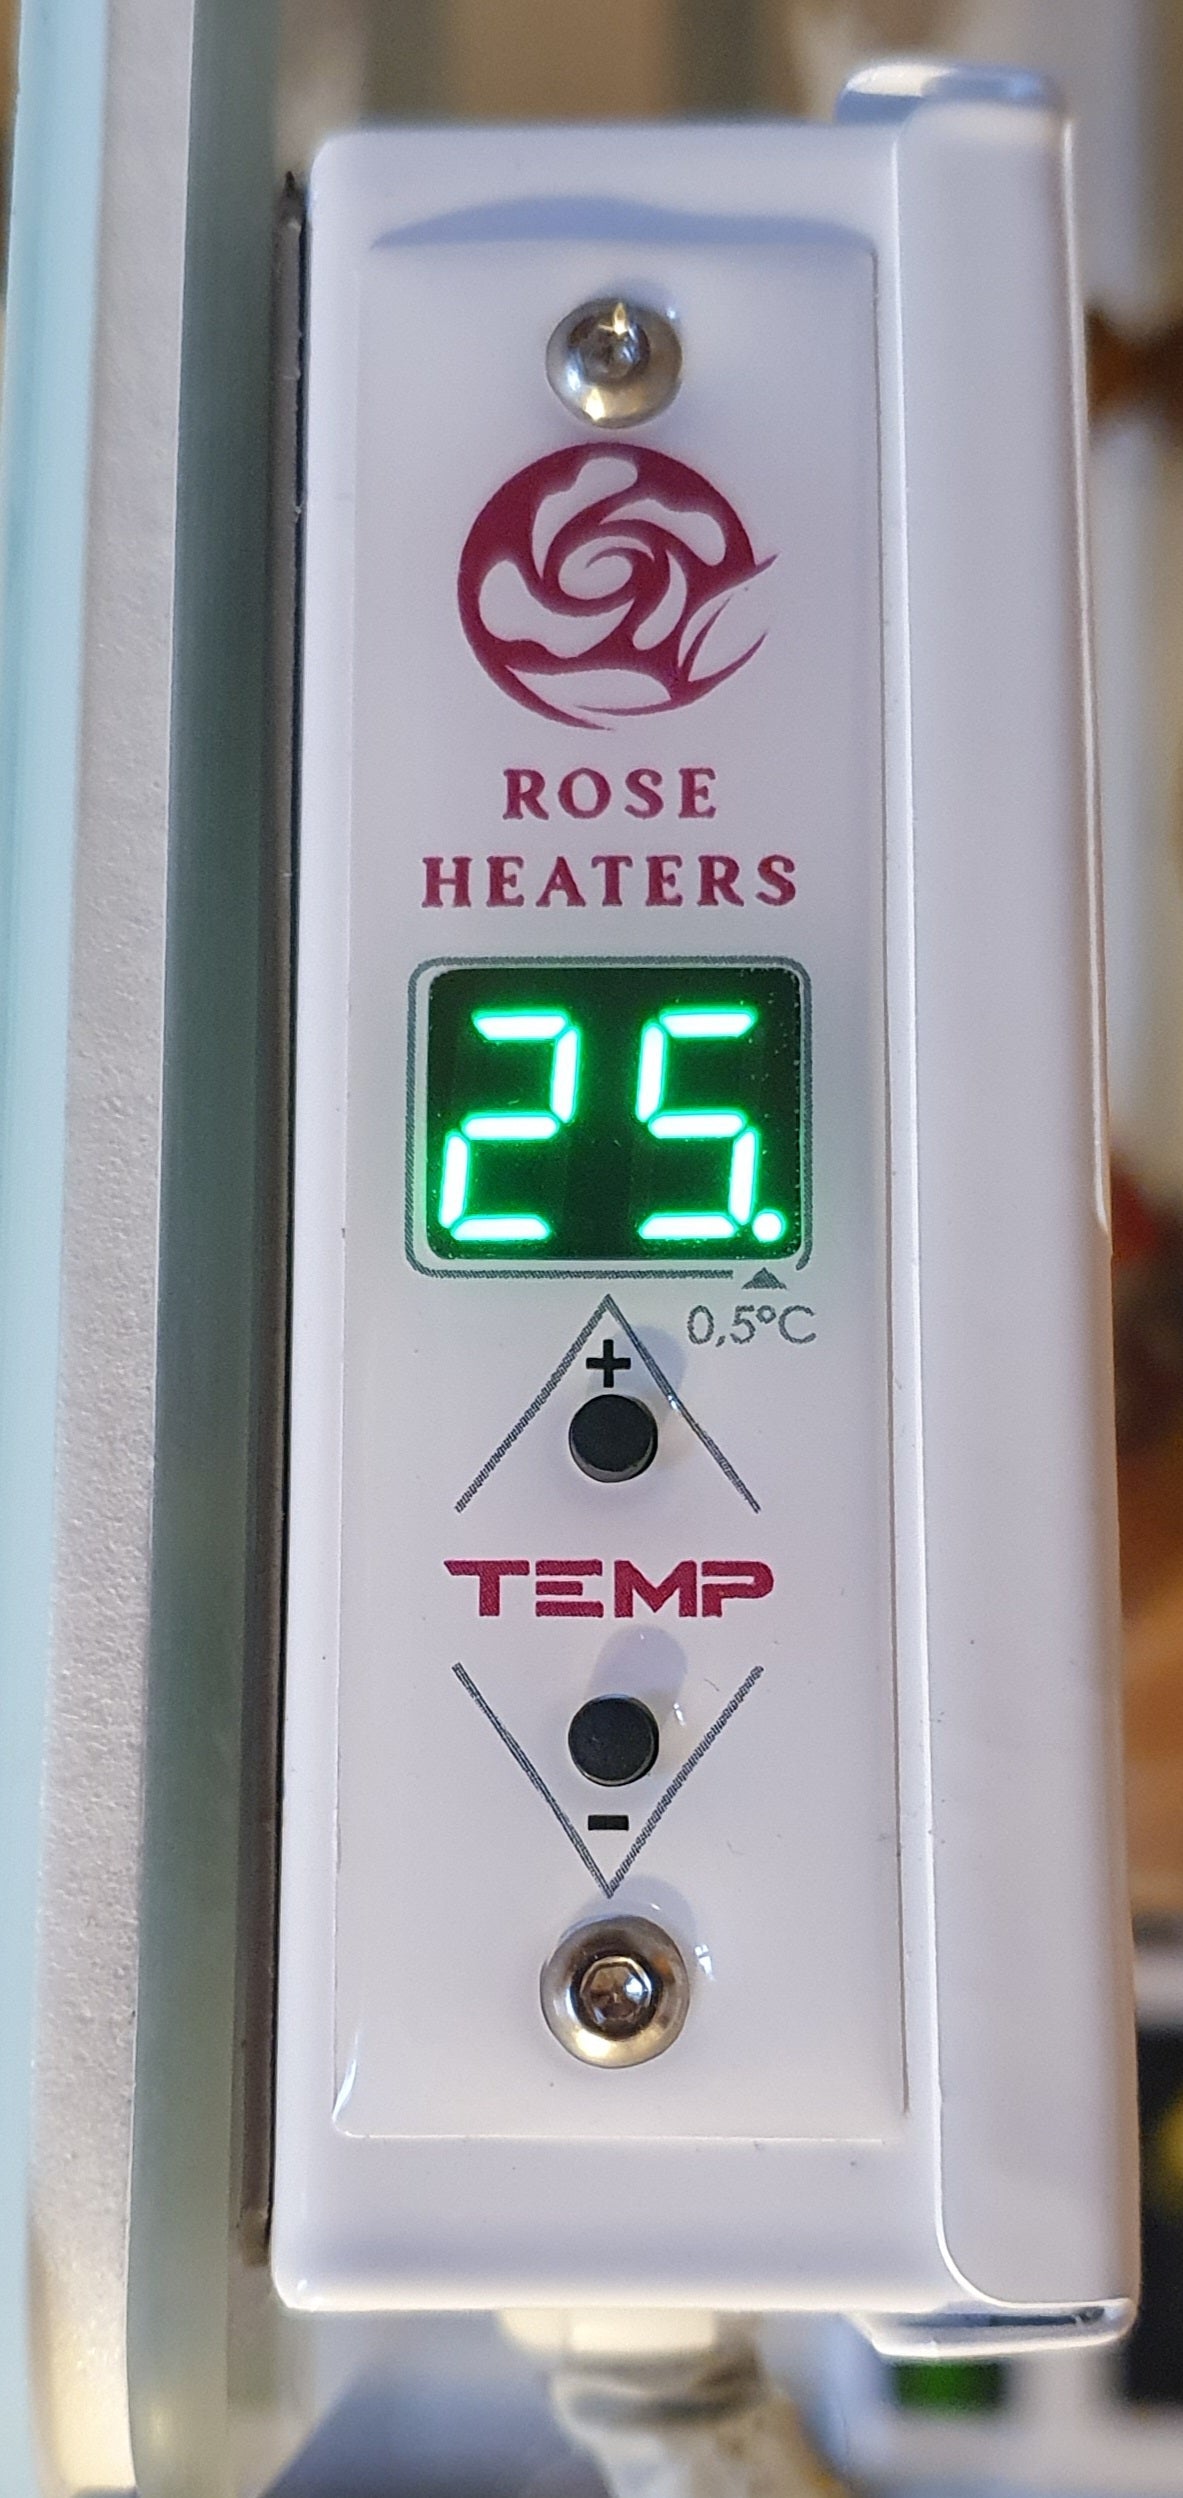 ROSE
HEATERS
25.
0,5°C
+
TEMP
-